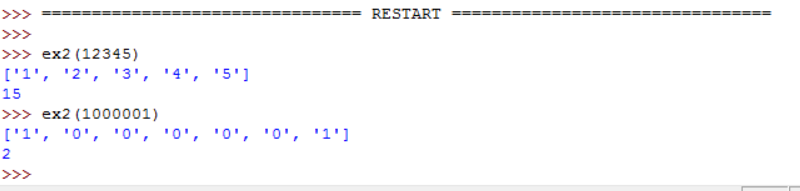 >>> ================================ RESTART ================================
>>>
>>> ex2(12345)
['1', '2', '3', '4', '5']
15
>>> ex2(1000001)
['1', '0', '0', '0', '0', '0', '1']
2
>>>